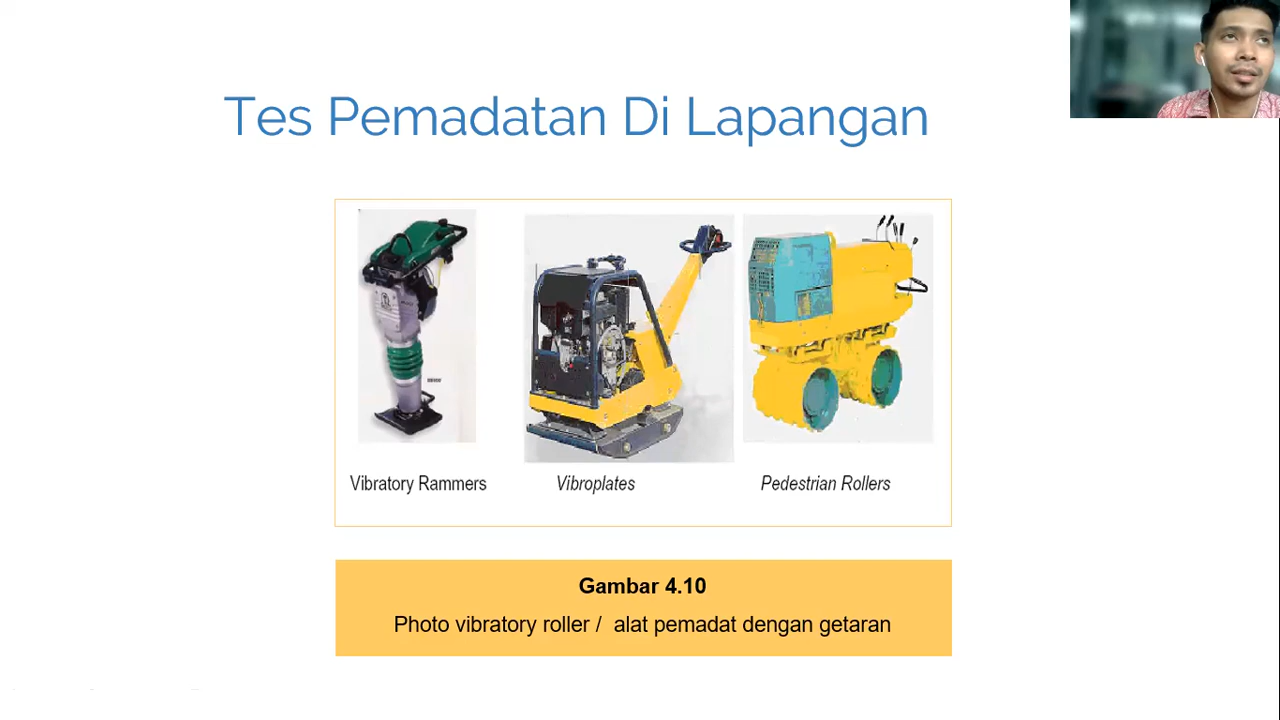 Tes Pemadatan Di Lapangan
Vibratory Rammers
Vibroplates
Pedestrian Rollers
Gambar 4.10
Photo vibratory roller / alat pemadat dengan getaran